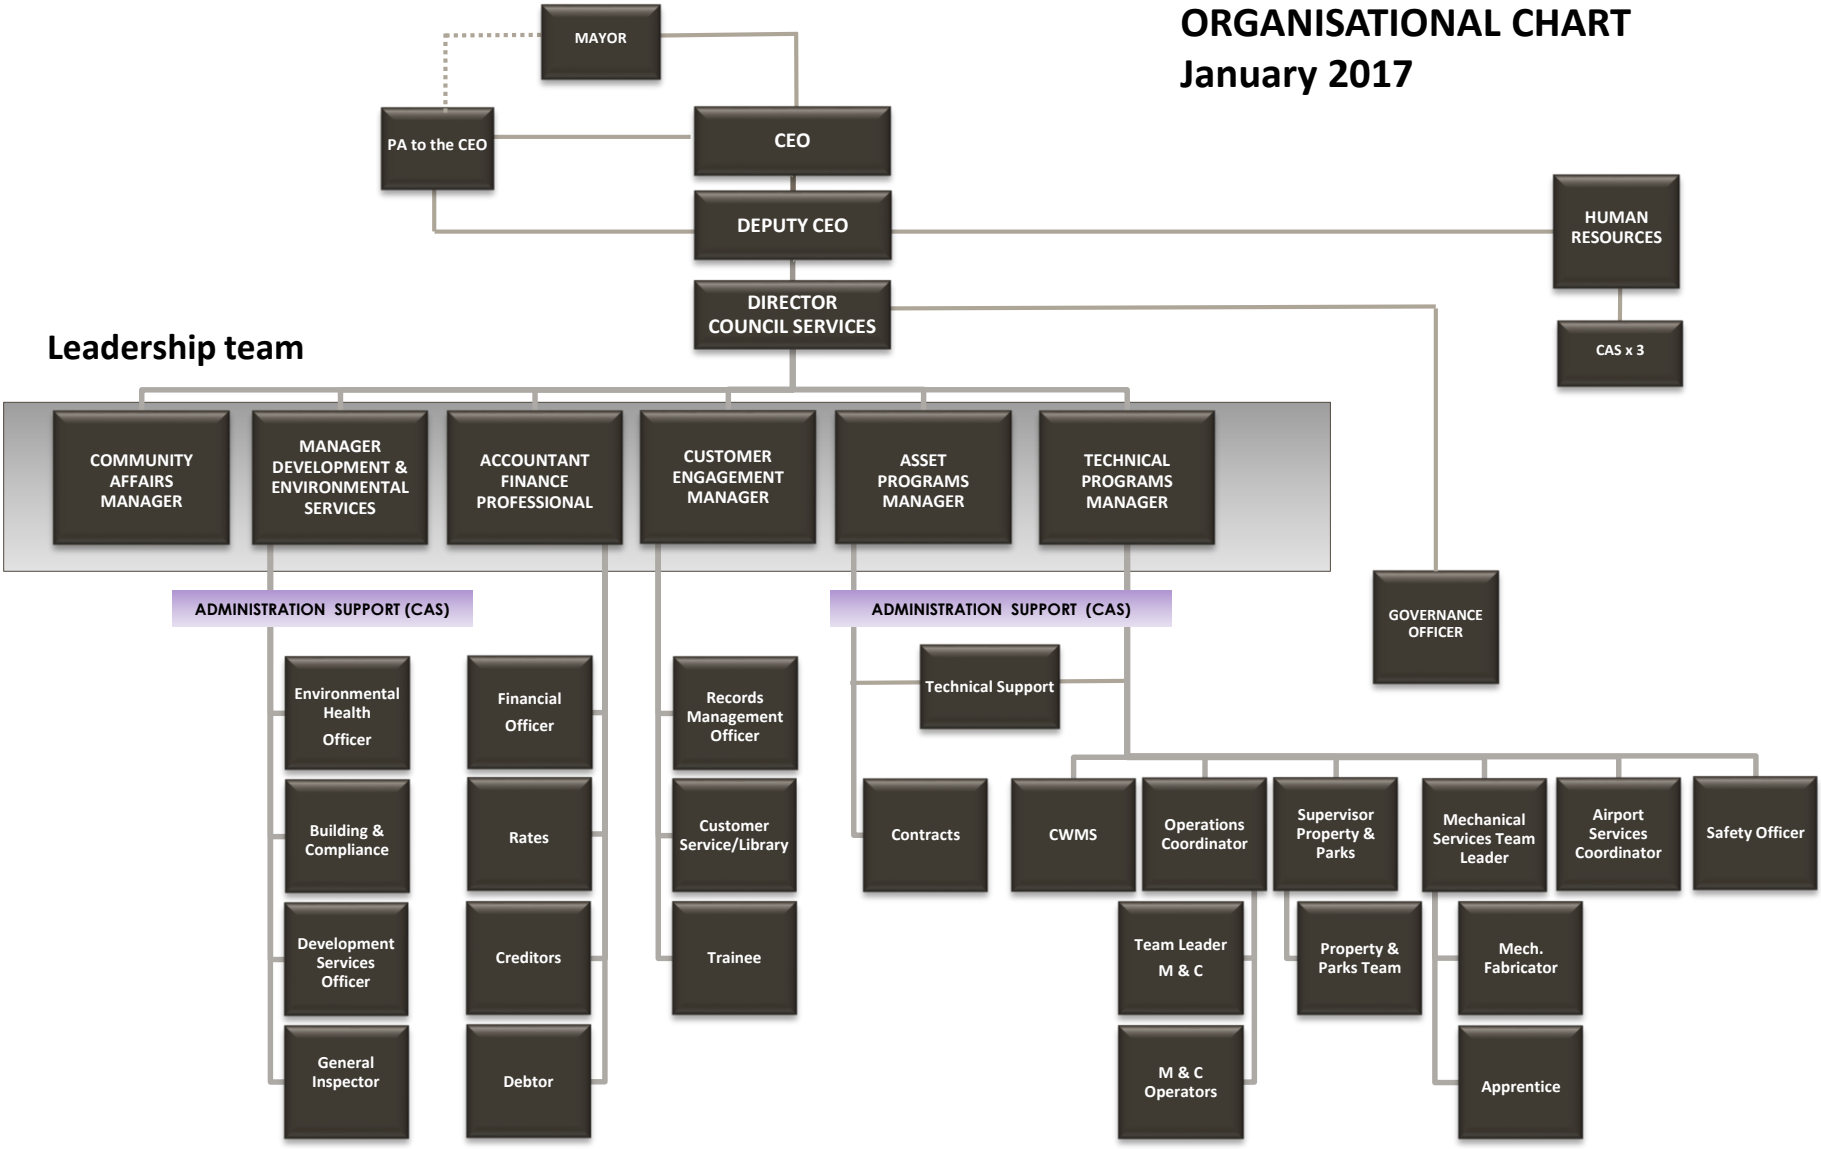 ORGANISATIONAL CHART
January 2017
MAYOR
PA to the CEO
CEO
DEPUTY CEO
HUMAN
RESOURCES
DIRECTOR
COUNCIL SERVICES
CAS x 3
Leadership team
COMMUNITY
AFFAIRS
MANAGER
MANAGER
DEVELOPMENT &
ENVIRONMENTAL
SERVICES
ACCOUNTANT
FINANCE
PROFESSIONAL
CUSTOMER
ENGAGEMENT
MANAGER
ASSET
PROGRAMS
MANAGER
TECHNICAL
PROGRAMS
MANAGER
ADMINISTRATION SUPPORT (CAS)
ADMINISTRATION SUPPORT (CAS)
GOVERNANCE
OFFICER
Environmental
Health
Officer
Financial
Officer
Records
Management
Officer
Technical Support
Building &
Compliance
Rates
Customer
Service/Library
Contracts
CWMS
Operations
Coordinator
Supervisor
Property &
Parks
Mechanical
Services Team
Leader
Airport
Services
Coordinator
Safety Officer
Development
Services
Officer
Creditors
Trainee
Team Leader
M & C
Property &
Parks Team
Mech.
Fabricator
General
Inspector
Debtor
M & C
Operators
Apprentice